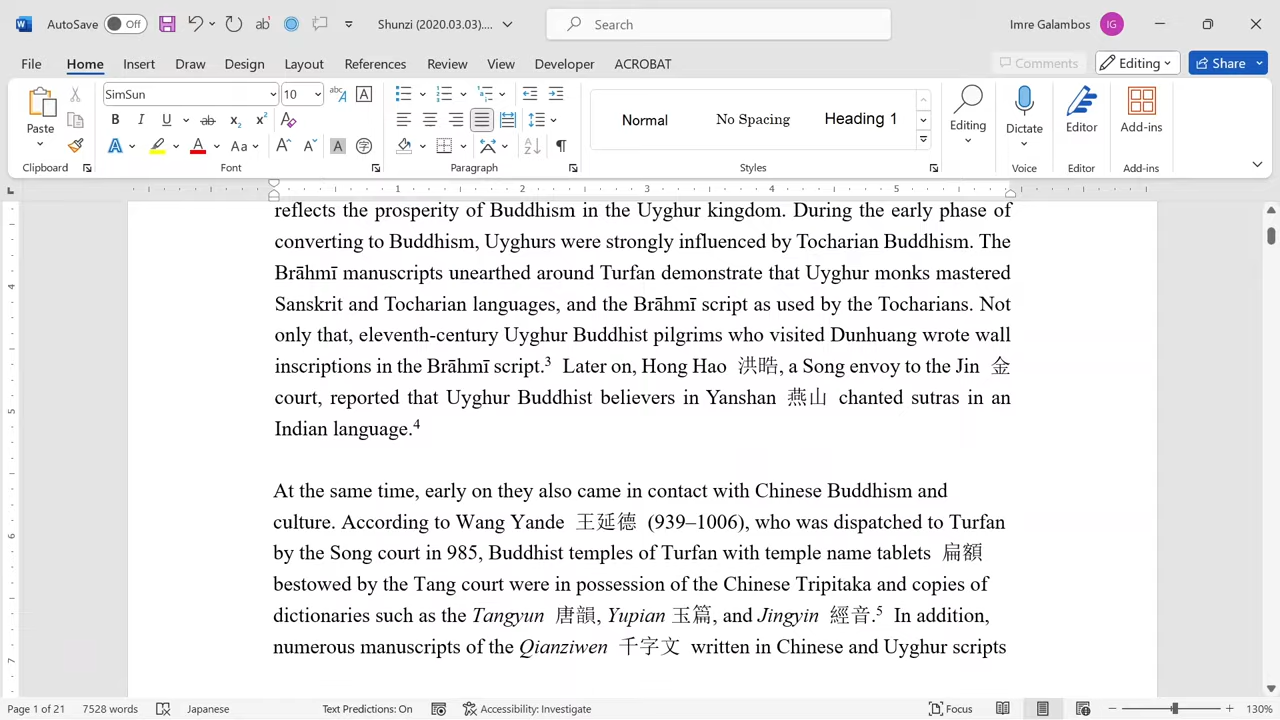 AutoSave Off Shunzi (2020.03.03).... Search Imre Galambos IG
File Home Insert Draw Design Layout References Review View Developer ACROBAT Comments Editing Share
SimSun 10
Paste
B I U ab x₂ x²
A A Aa A A A
Normal No Spacing Heading 1
Editing Dictate Editor Add-ins
Clipboard Font Paragraph Styles Voice Editor Add-ins
1 2 3 4 5
reflects the prosperity of Buddhism in the Uyghur kingdom. During the early phase of
converting to Buddhism, Uyghurs were strongly influenced by Tocharian Buddhism. The
Brāhmī manuscripts unearthed around Turfan demonstrate that Uyghur monks mastered
Sanskrit and Tocharian languages, and the Brāhmī script as used by the Tocharians. Not
only that, eleventh-century Uyghur Buddhist pilgrims who visited Dunhuang wrote wall
inscriptions in the Brāhmī script.³ Later on, Hong Hao 洪晧, a Song envoy to the Jin 金
court, reported that Uyghur Buddhist believers in Yanshan 燕山 chanted sutras in an
Indian language.⁴
At the same time, early on they also came in contact with Chinese Buddhism and
culture. According to Wang Yande 王延德 (939–1006), who was dispatched to Turfan
by the Song court in 985, Buddhist temples of Turfan with temple name tablets 扁額
bestowed by the Tang court were in possession of the Chinese Tripitaka and copies of
dictionaries such as the Tangyun 唐韻, Yupian 玉篇, and Jingyin 經音.⁵ In addition,
numerous manuscripts of the Qianziwen 千字文 written in Chinese and Uyghur scripts
4
5
6
7
Page 1 of 21 7528 words Japanese Text Predictions: On Accessibility: Investigate Focus 130%